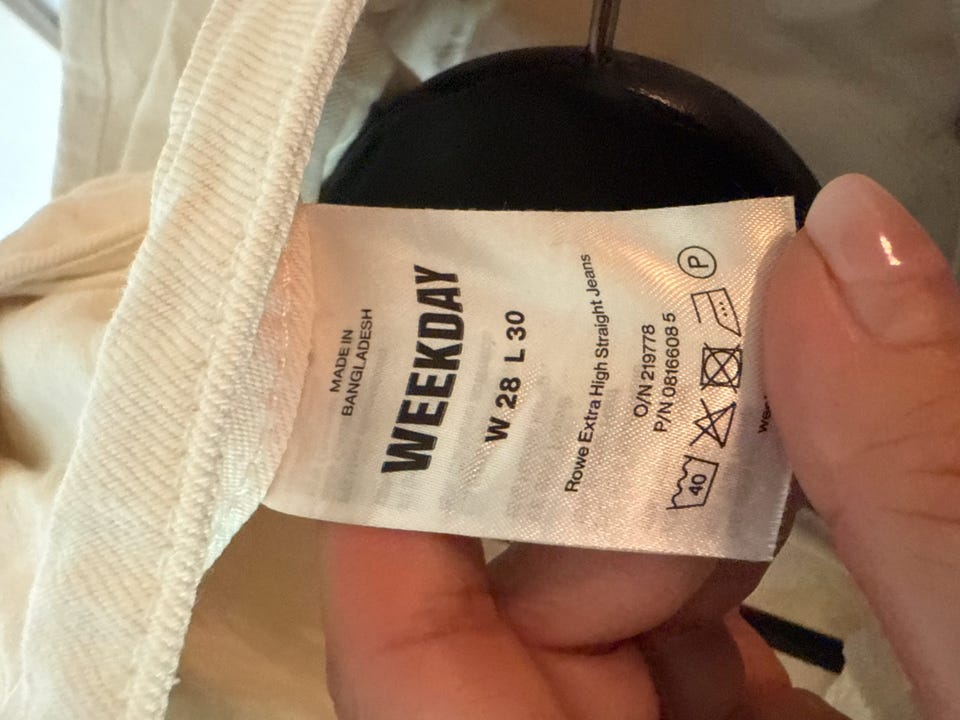 MADE IN
BANGLADESH
WEEKDAY
W 28 L 30
Rowe Extra High Straight Jeans
O/N 219778
P/N 0816608 5
40
P